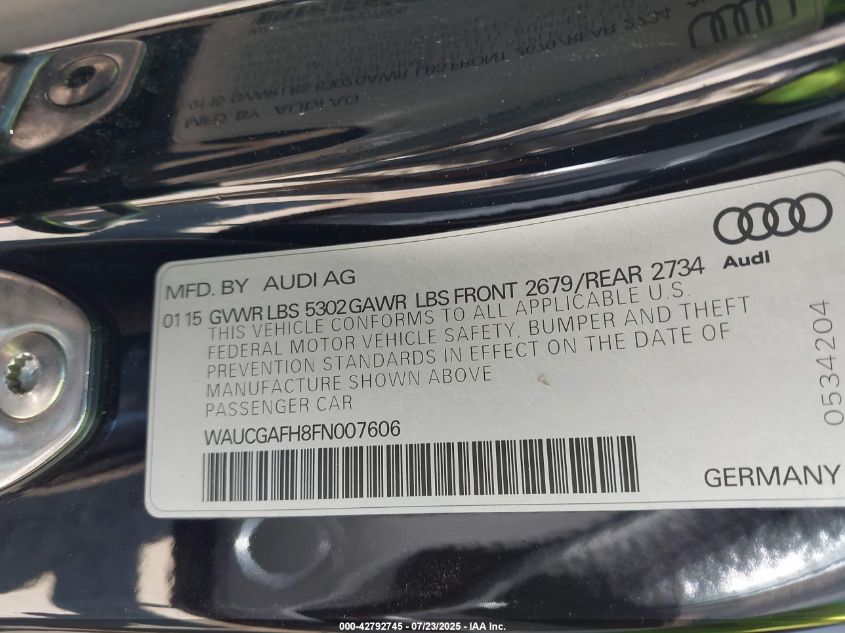 MFD. BY AUDI AG
Audi
01 15 GVWR LBS 5302 GAWR LBS FRONT 2679/REAR 2734
THIS VEHICLE CONFORMS TO ALL APPLICABLE U.S.
FEDERAL MOTOR VEHICLE SAFETY, BUMPER AND THEFT
PREVENTION STANDARDS IN EFFECT ON THE DATE OF
MANUFACTURE SHOWN ABOVE
PASSENGER CAR
WAUCGAFH8FN007606
GERMANY
0534204
000-42792745 - 07/23/2025 - IAA Inc.